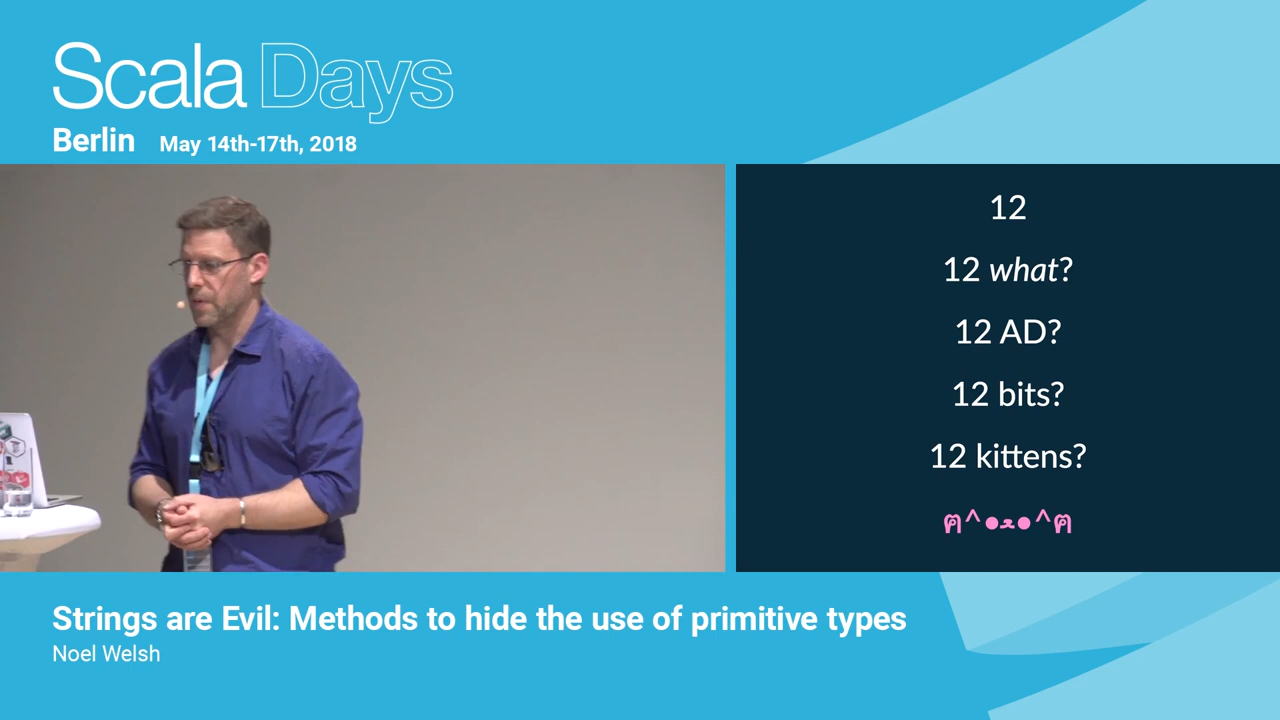 Scala Days
Berlin May 14th-17th, 2018
12
12 what?
12 AD?
12 bits?
12 kittens?
ฅ^•ﻌ•^ฅ
Strings are Evil: Methods to hide the use of primitive types
Noel Welsh